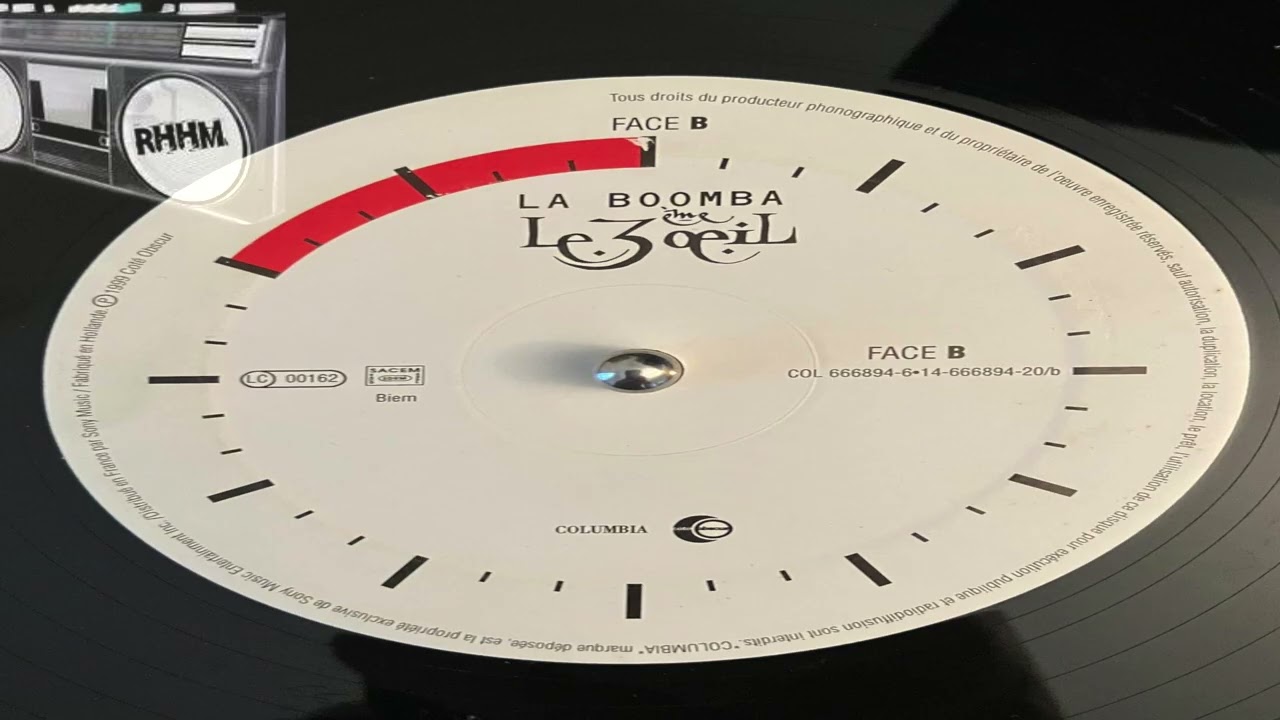 RHHM
Tous droits du producteur phonographique et du propriétaire de l'oeuvre enregistrée réservés, sauf autorisation, la duplication, la location, le prêt, l'utilisation de ce disque pour exécution publique et radiodiffusion sont interdits. "COLUMBIA" marque déposée, est la propriété exclusive de Sony Music Entertainment Inc. / Distribué en France par Sony Music / Fabriqué en Hollande. Ⓟ 1999 Coté Obscur
FACE B
LA BOOMBA
Le 3ème œiL
FACE B
LC 00162
SACEM
Biem
COL 666894-6•14-666894-20/b
COLUMBIA